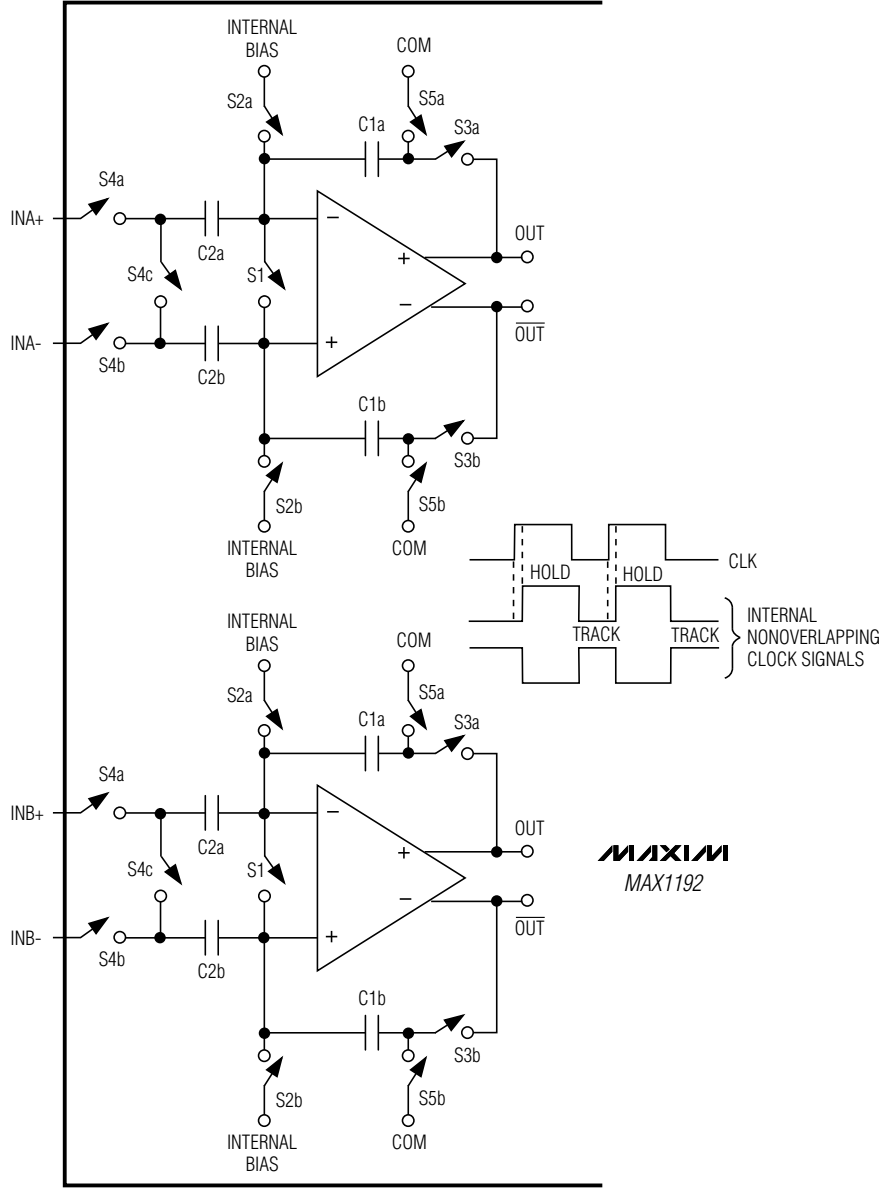 INTERNAL
BIAS
COM
S2a
S5a
C1a
S3a
S4a
INA+
C2a
−
OUT
+
S4c
S1
−
OUT
INA-
S4b
C2b
+
C1b
S3b
S2b
S5b
INTERNAL
BIAS
COM
CLK
HOLD
HOLD
TRACK
TRACK
INTERNAL
NONOVERLAPPING
CLOCK SIGNALS
INTERNAL
BIAS
COM
S2a
S5a
C1a
S3a
S4a
INB+
C2a
−
OUT
+
S4c
S1
−
OUT
INB-
S4b
C2b
+
MAXIM
MAX1192
C1b
S3b
S2b
S5b
INTERNAL
BIAS
COM